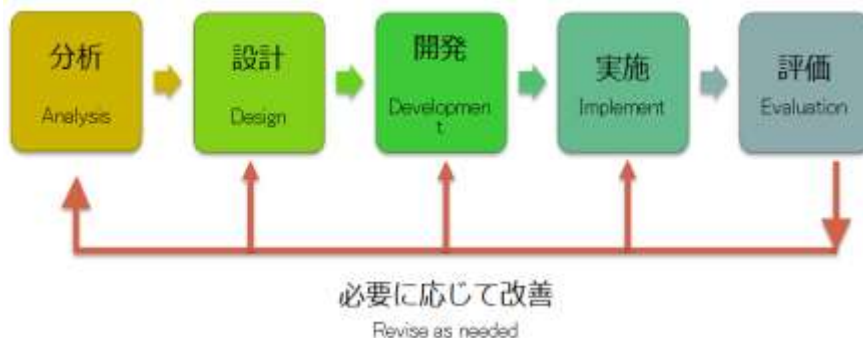 分析
Analysis
設計
Design
開発
Developmen
t
実施
Implement
評価
Evaluation
必要に応じて改善
Revise as needed